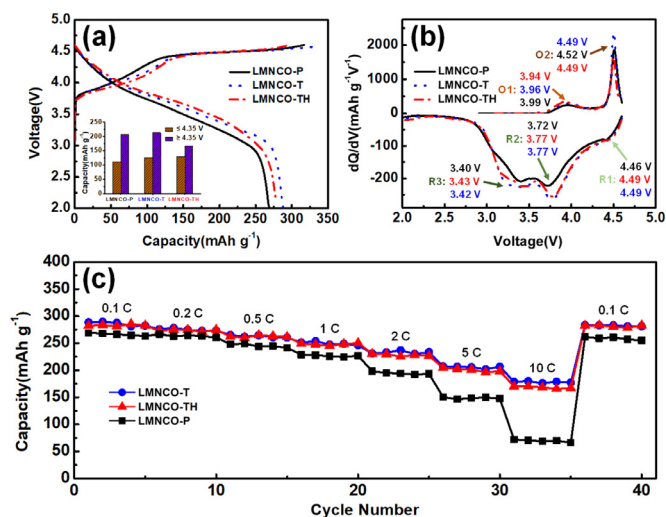 (a)
LMNCO-P
LMNCO-T
LMNCO-TH
Voltage(V)
5.0
4.5
4.0
3.5
3.0
2.5
2.0
0 50 100 150 200 250 300 350
Capacity(mAh g-1)
Capacity(mAh g-1)
250
200
150
100
50
0
≤ 4.35 V
≥ 4.35 V
LMNCO-P LMNCO-T LMNCO-TH
(b)
LMNCO-P
LMNCO-T
LMNCO-TH
dQ/dV(mAh g-1V-1)
2000
1000
0
-100
-200
2.0 2.5 3.0 3.5 4.0 4.5 5.0
Voltage(V)
4.49 V
O2: 4.52 V
4.49 V
3.94 V
O1: 3.96 V
3.99 V
3.72 V
R2: 3.77 V
3.77 V
3.40 V
R3: 3.43 V
3.42 V
4.46 V
R1: 4.49 V
4.49 V
(c)
Capacity(mAh g-1)
400
350
300
250
200
150
100
50
0
0.1 C
0.2 C
0.5 C
1 C
2 C
5 C
10 C
0.1 C
LMNCO-T
LMNCO-TH
LMNCO-P
0 5 10 15 20 25 30 35 40
Cycle Number